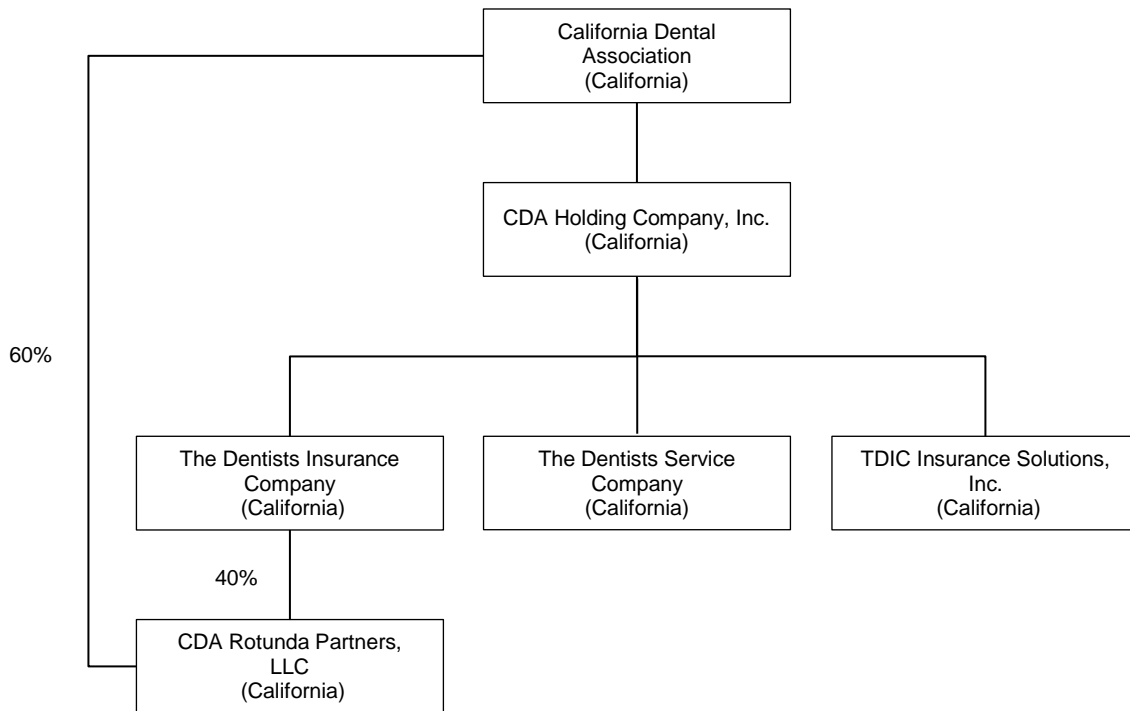 California Dental
Association
(California)
CDA Holding Company, Inc.
(California)
60%
The Dentists Insurance
Company
(California)
The Dentists Service
Company
(California)
TDIC Insurance Solutions,
Inc.
(California)
40%
CDA Rotunda Partners,
LLC
(California)